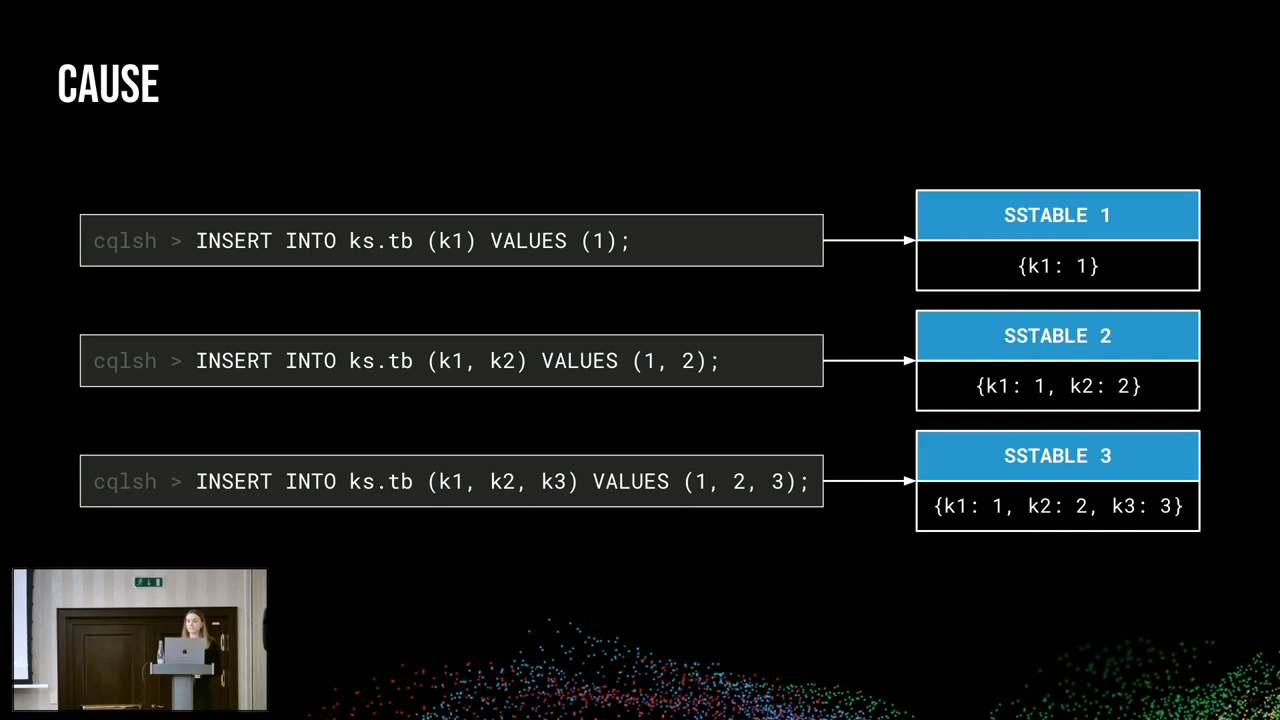 CAUSE
cqlsh > INSERT INTO ks.tb (k1) VALUES (1);
SSTABLE 1
{k1: 1}
cqlsh > INSERT INTO ks.tb (k1, k2) VALUES (1, 2);
SSTABLE 2
{k1: 1, k2: 2}
cqlsh > INSERT INTO ks.tb (k1, k2, k3) VALUES (1, 2, 3);
SSTABLE 3
{k1: 1, k2: 2, k3: 3}